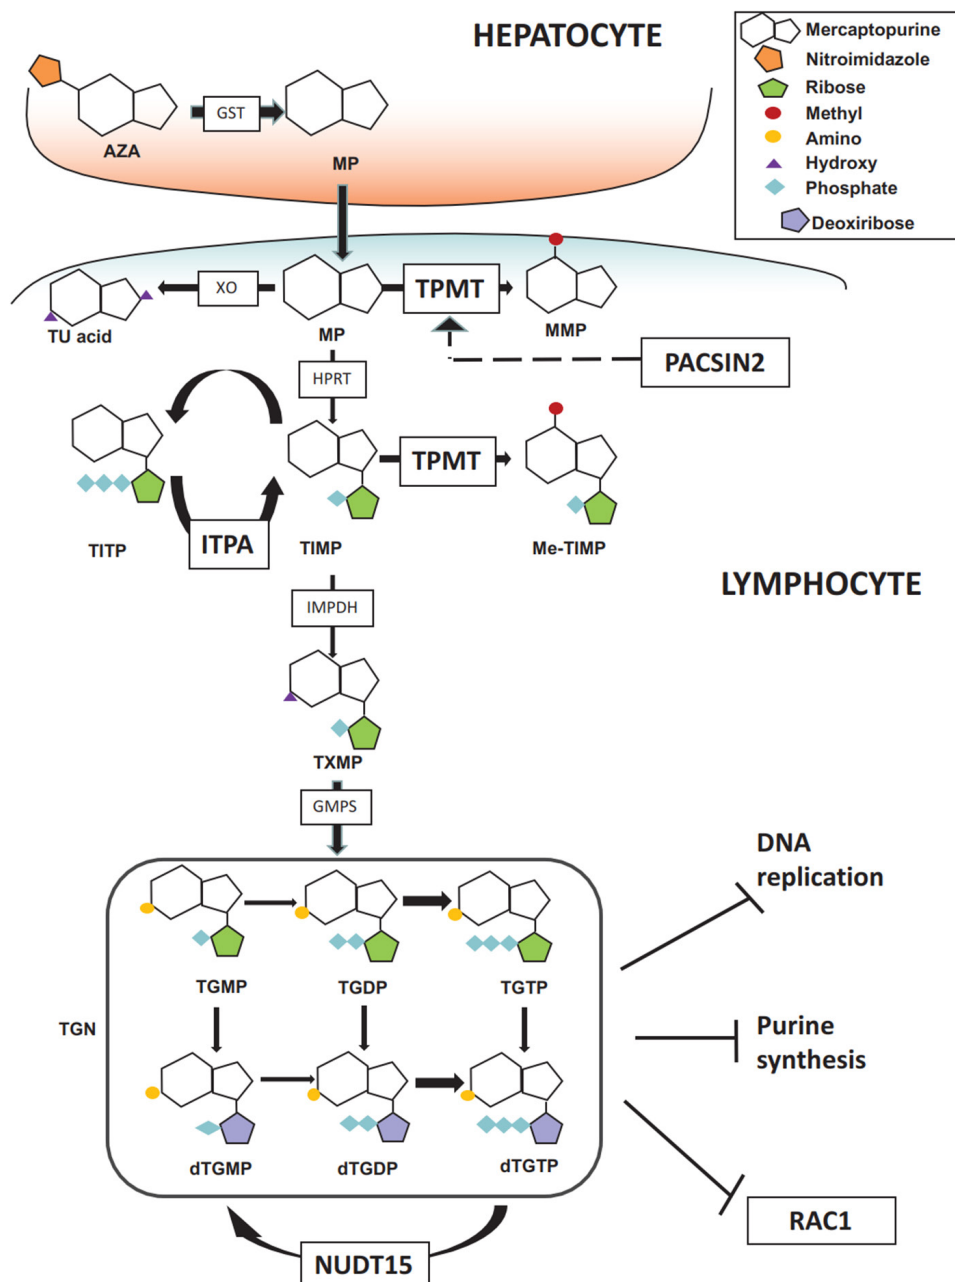 HEPATOCYTE
Mercaptopurine
Nitroimidazole
Ribose
Methyl
Amino
Hydroxy
Phosphate
Deoxiribose
GST
AZA
MP
XO
TPMT
TU acid
MP
MMP
HPRT
PACSIN2
TPMT
ITPA
TITP
TIMP
Me-TIMP
LYMPHOCYTE
IMPDH
TXMP
GMPS
DNA
replication
TGMP
TGDP
TGTP
TGN
Purine
synthesis
dTGMP
dTGDP
dTGTP
RAC1
NUDT15